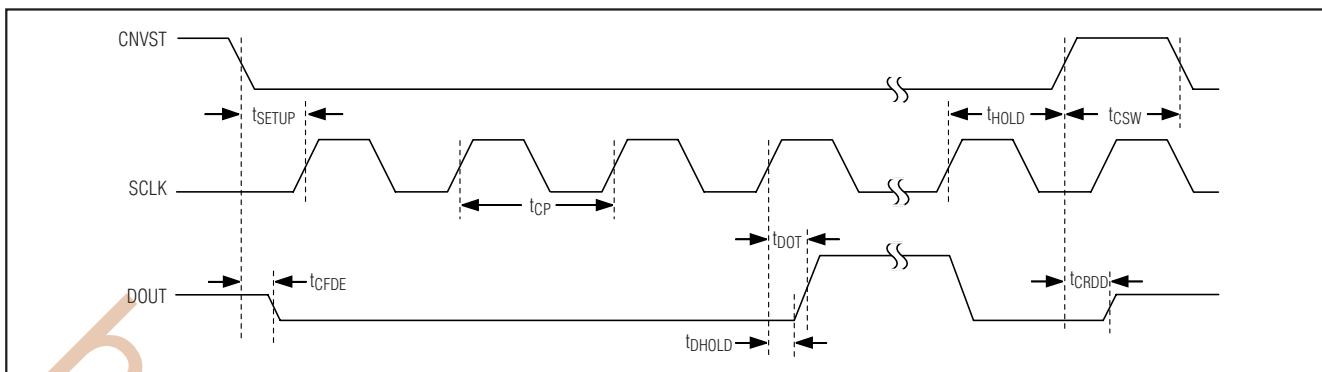 CNVST
tSETUP
tHOLD
tCSW
SCLK
tCP
tDOT
tCFDE
tCRDD
DOUT
tDHOLD